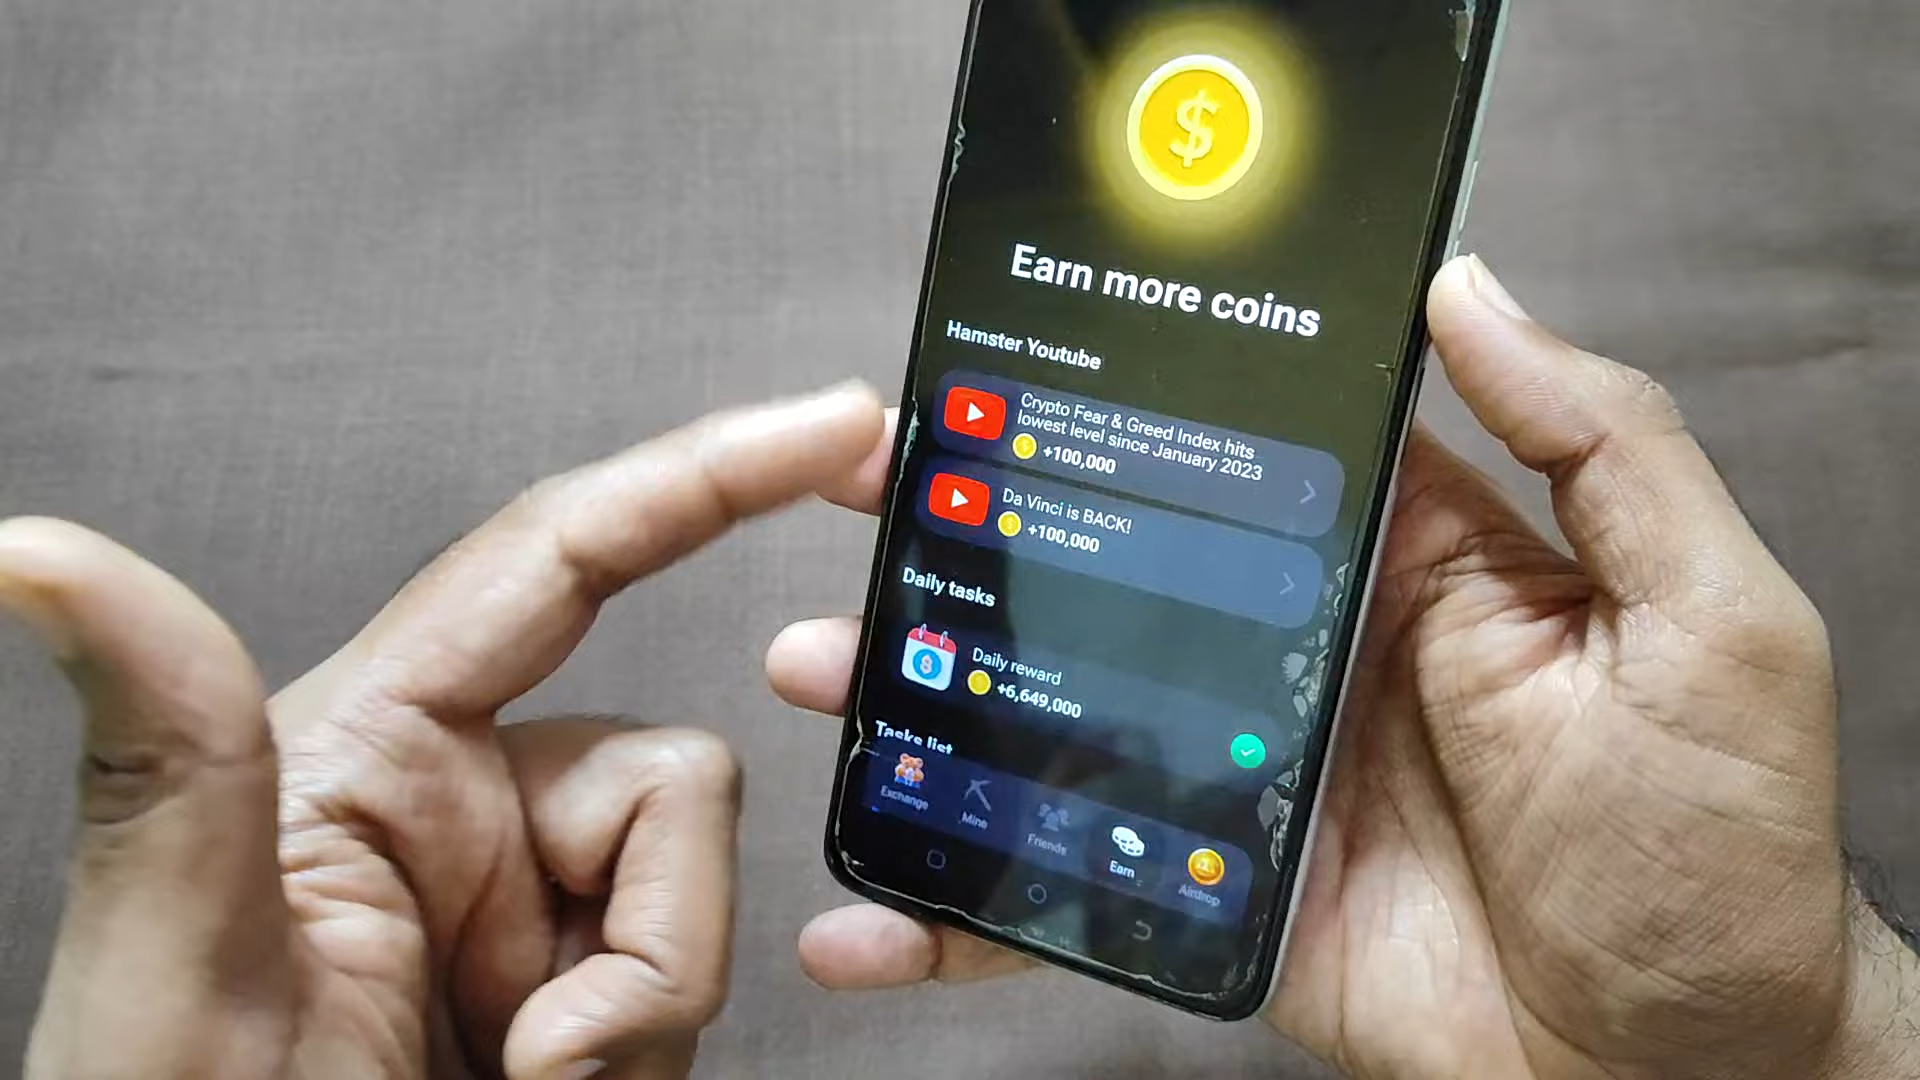 $
Earn more coins
Hamster Youtube
Crypto Fear & Greed Index hits
lowest level since January 2023
+100,000
Da Vinci is BACK!
+100,000
Daily tasks
Daily reward
+6,649,000
Tasks list
Exchange
Mine
Friends
Earn
Airdrop